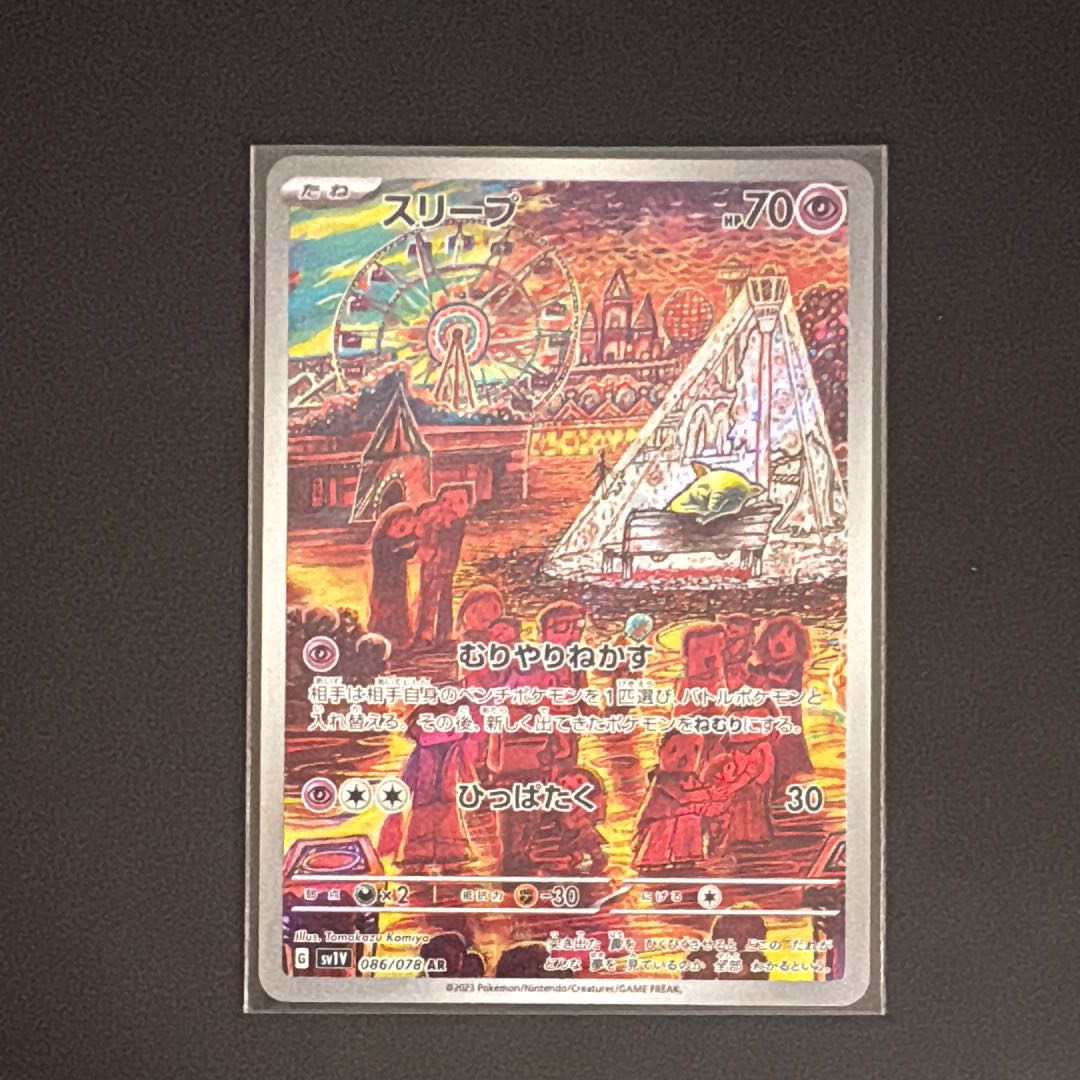 たね スリープ HP70
むりやりねかす
相手は相手自身のベンチポケモンを1匹選び、バトルポケモンと
入れ替える。その後、新しく出てきたポケモンをねむりにする。
ひっぱたく 30
弱点 ×2 抵抗力 -30 にげる
Illus. Tomokazu Komiya
突き出た 鼻を ひくひくさせると どこの だれが
G sv1V 086/078 AR
どんな 夢を 見ているのか 全部 わかるという。
©2023 Pokémon/Nintendo/Creatures/GAME FREAK.